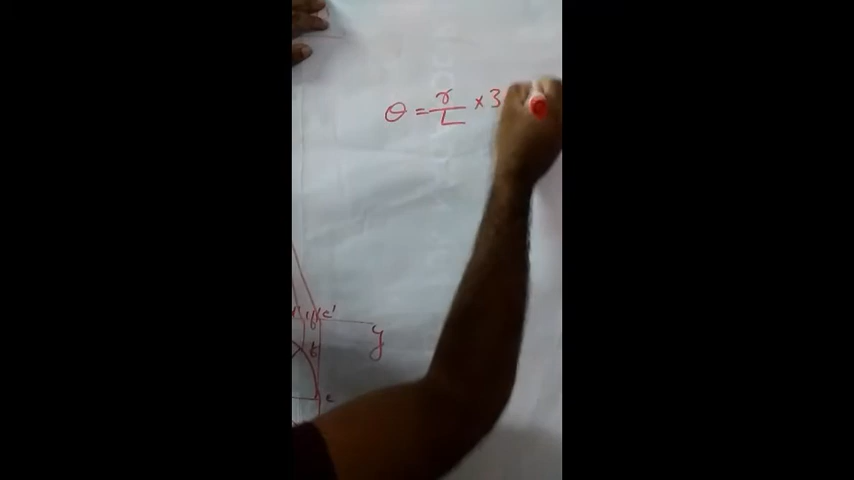 θ = r/L × 3
c'
y
e